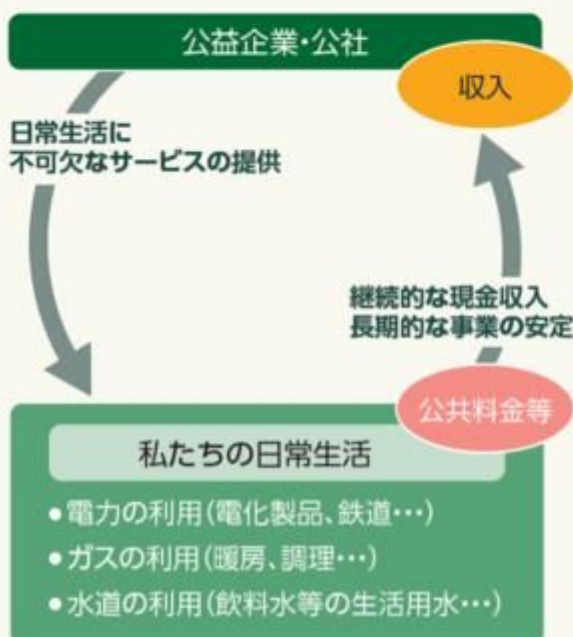 公益企業・公社
収入
日常生活に
不可欠なサービスの提供
継続的な現金収入
長期的な事業の安定
公共料金等
私たちの日常生活
●電力の利用(電化製品、鉄道…)
●ガスの利用(暖房、調理…)
●水道の利用(飲料水等の生活用水…)